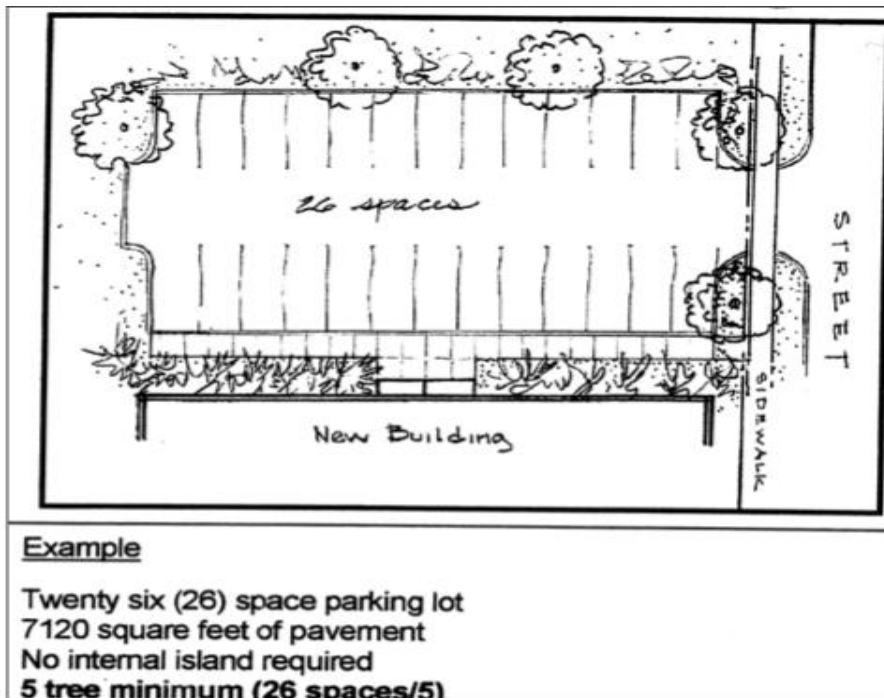 26 spaces
STREET
SIDEWALK
New Building
Example
Twenty six (26) space parking lot
7120 square feet of pavement
No internal island required
5 tree minimum (26 spaces/5)